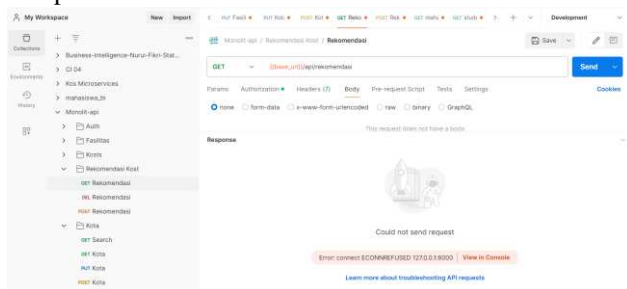 My Workspace
New
Import
Development
Collections
Environments
History
Business-Intelligence-Nurul-Fikri-Stat...
CI 04
Kos Microservices
mahasiswa_bi
Monolit-api
Auth
Fasilitas
Kosts
Rekomendasi Kost
GET Rekomendasi
DEL Rekomendasi
POST Rekomendasi
Kota
GET Search
GET Kota
PUT Kota
POST Kota
Monolit-api / Rekomendasi Kost / Rekomendasi
Save
GET
{{base_url}}/api/rekomendasi
Send
Params
Authorization
Headers (7)
Body
Pre-request Script
Tests
Settings
Cookies
none
form-data
x-www-form-urlencoded
raw
binary
GraphQL
This request does not have a body
Response
Could not send request
Error: connect ECONNREFUSED 127.0.0.1:8000
View in Console
Learn more about troubleshooting API requests